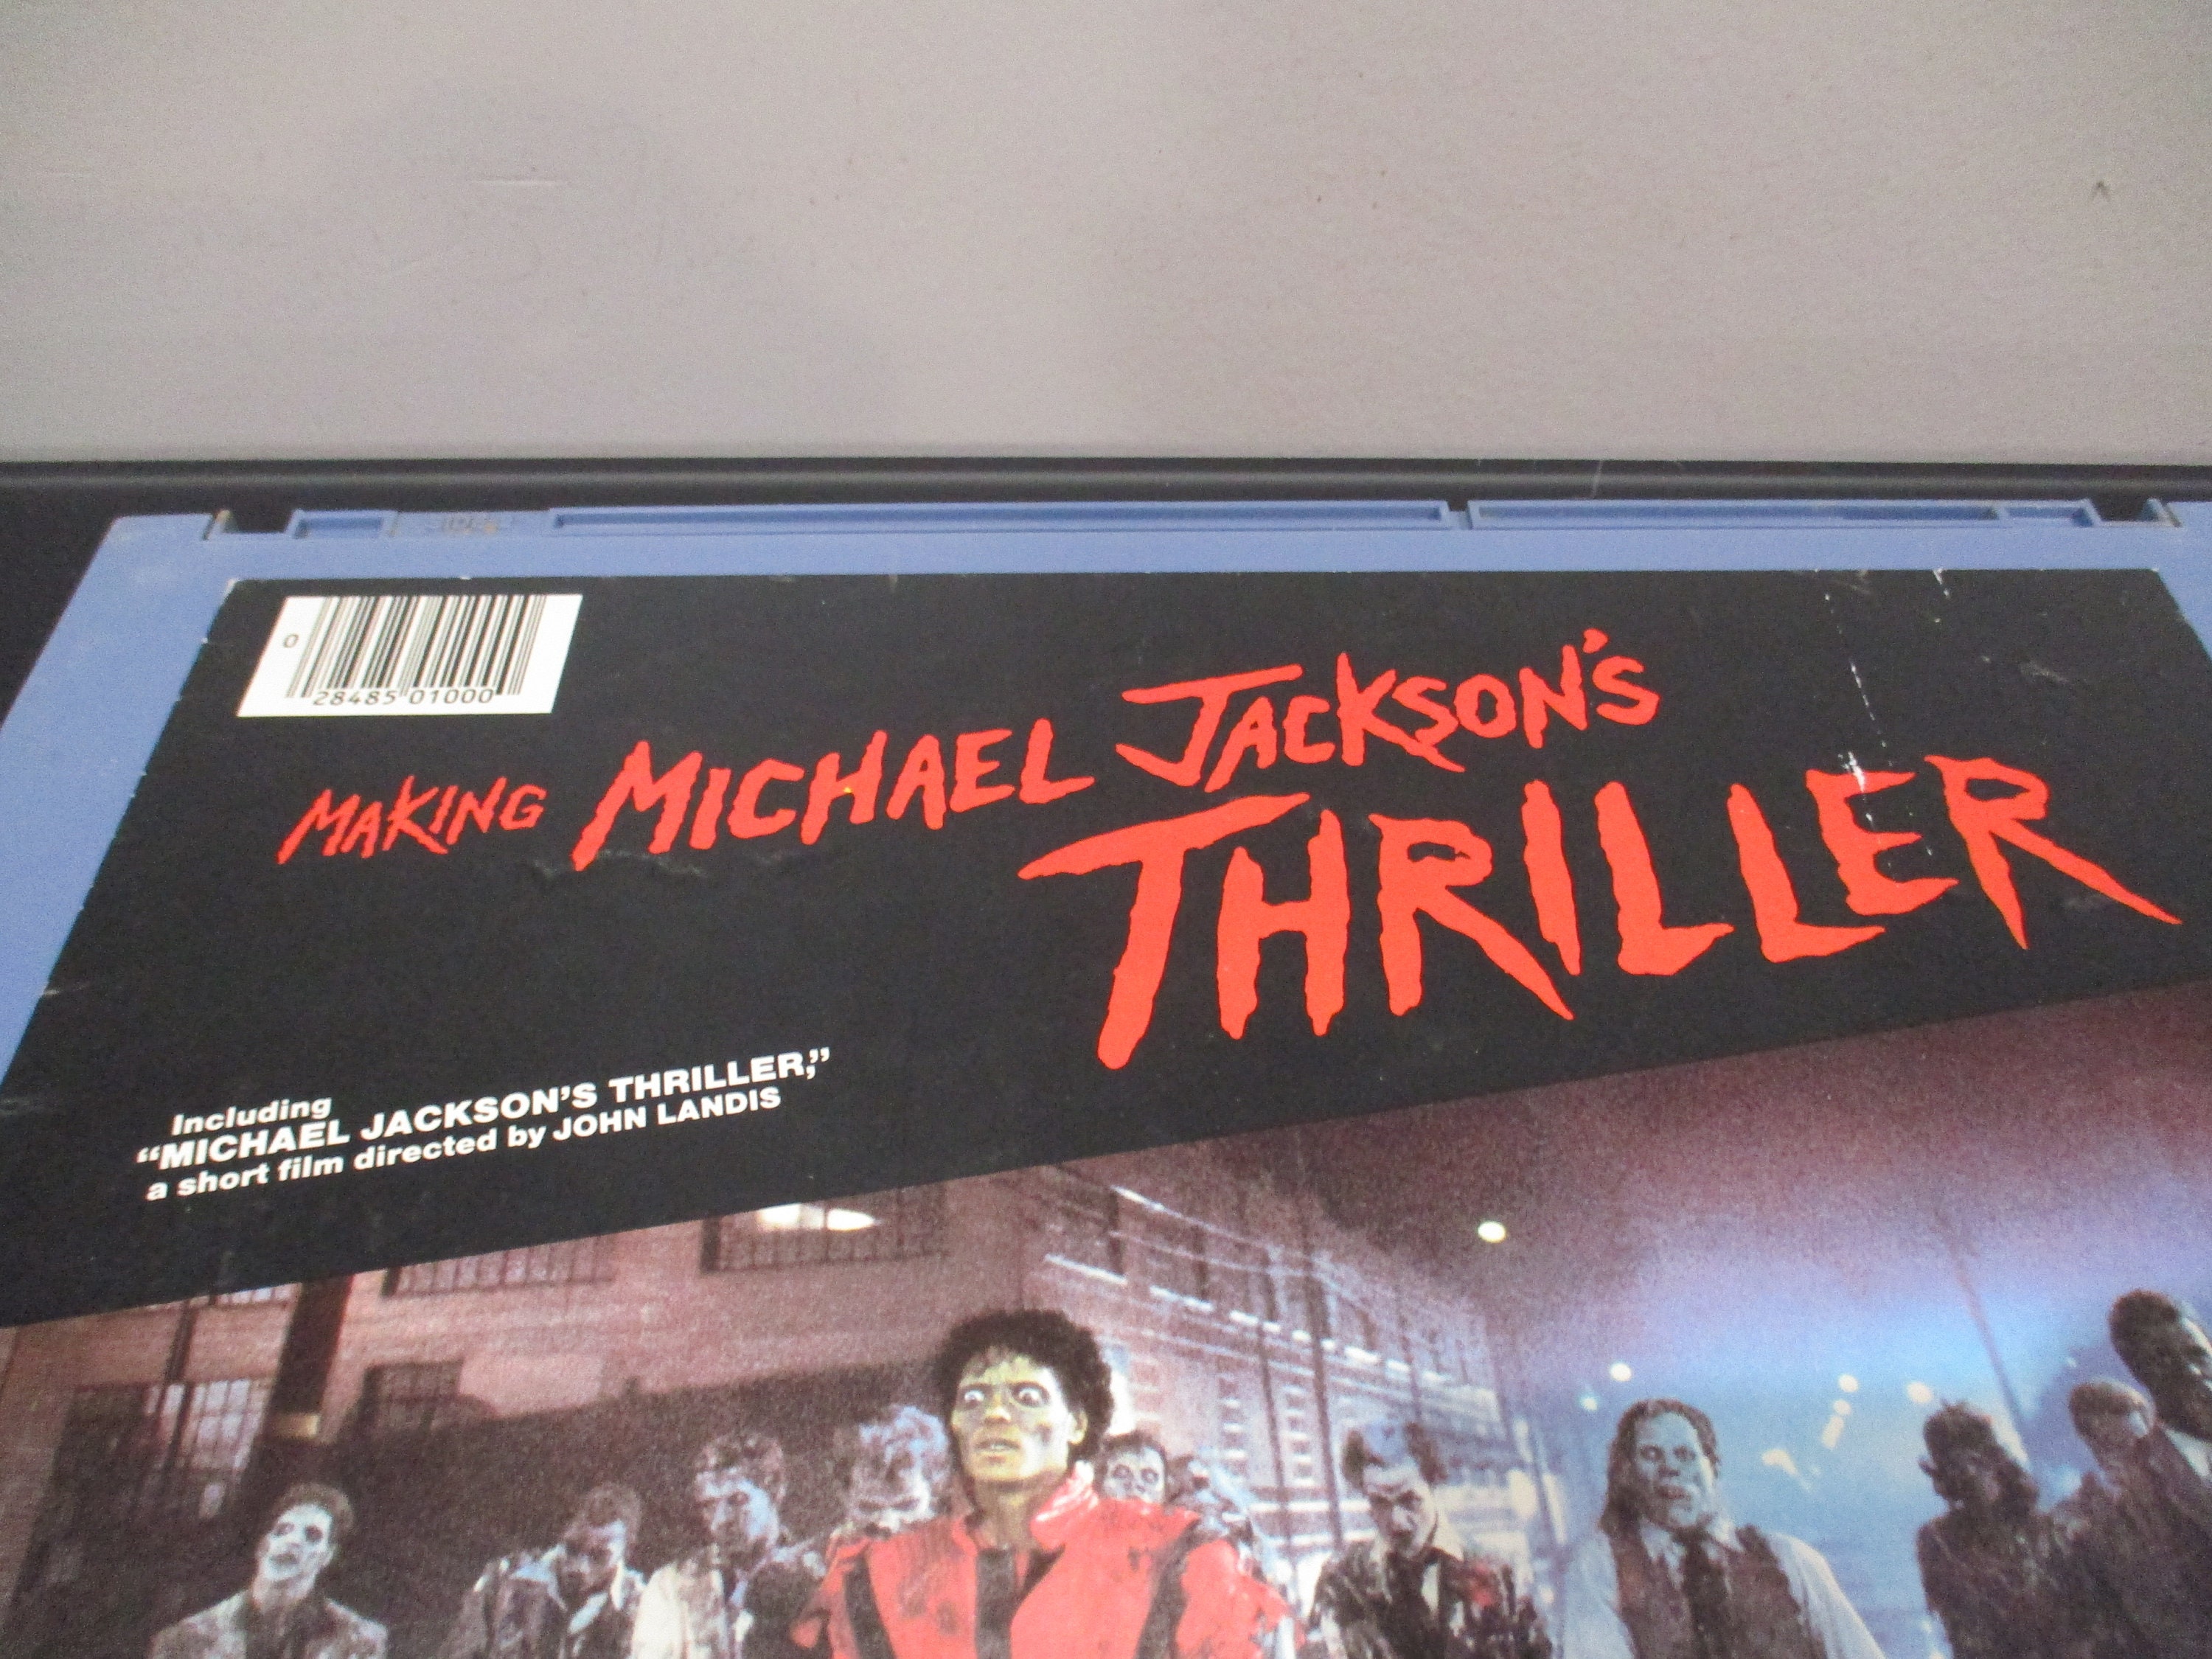 0
28485 01000
MAKING MICHAEL JACKSON'S
THRILLER
Including
“MICHAEL JACKSON'S THRILLER,”
a short film directed by JOHN LANDIS